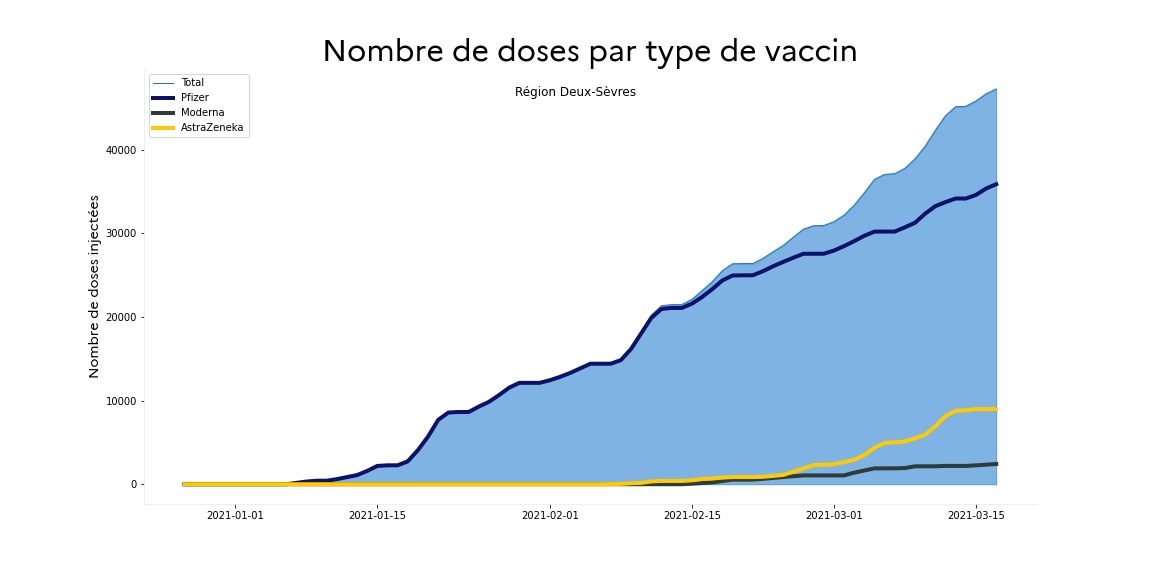 Nombre de doses par type de vaccin
Région Deux-Sèvres
Total
Pfizer
Moderna
AstraZeneka
Nombre de doses injectées
40000
30000
20000
10000
0
2021-01-01
2021-01-15
2021-02-01
2021-02-15
2021-03-01
2021-03-15